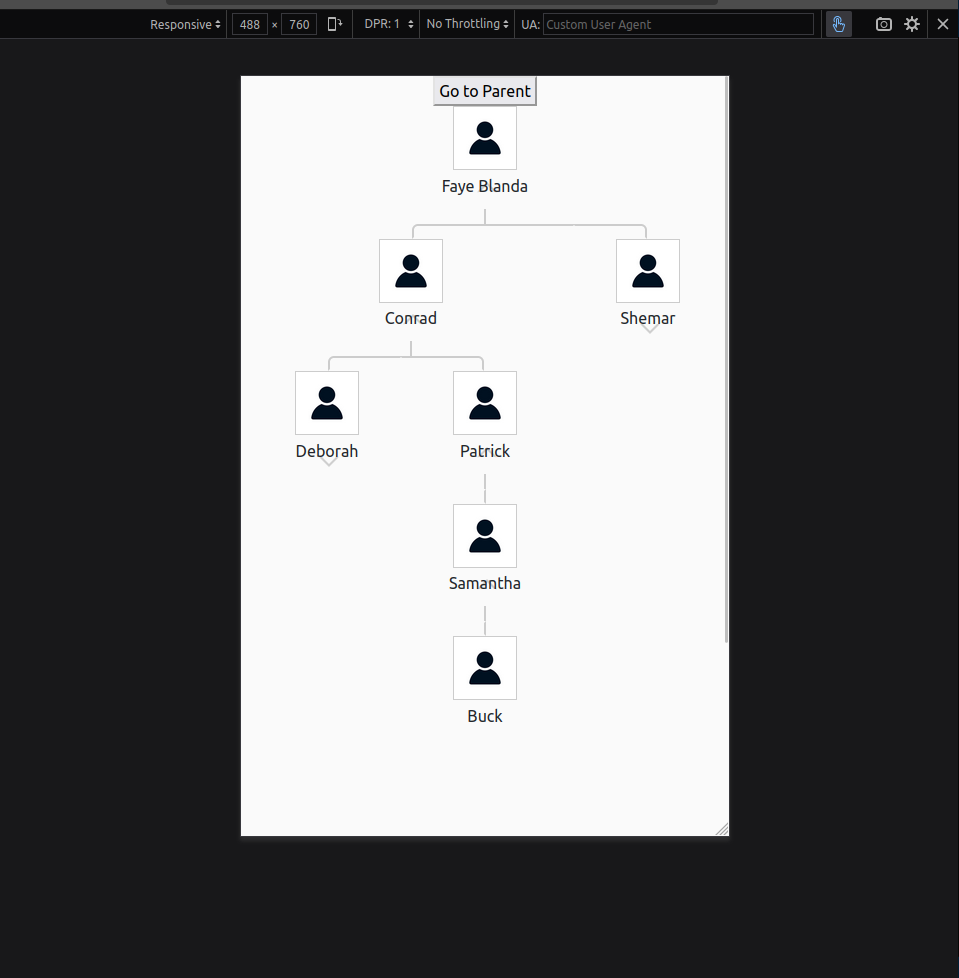 Responsive 488 × 760 DPR: 1 No Throttling UA: Custom User Agent
Go to Parent
Faye Blanda
Conrad Shemar
Deborah Patrick
Samantha
Buck